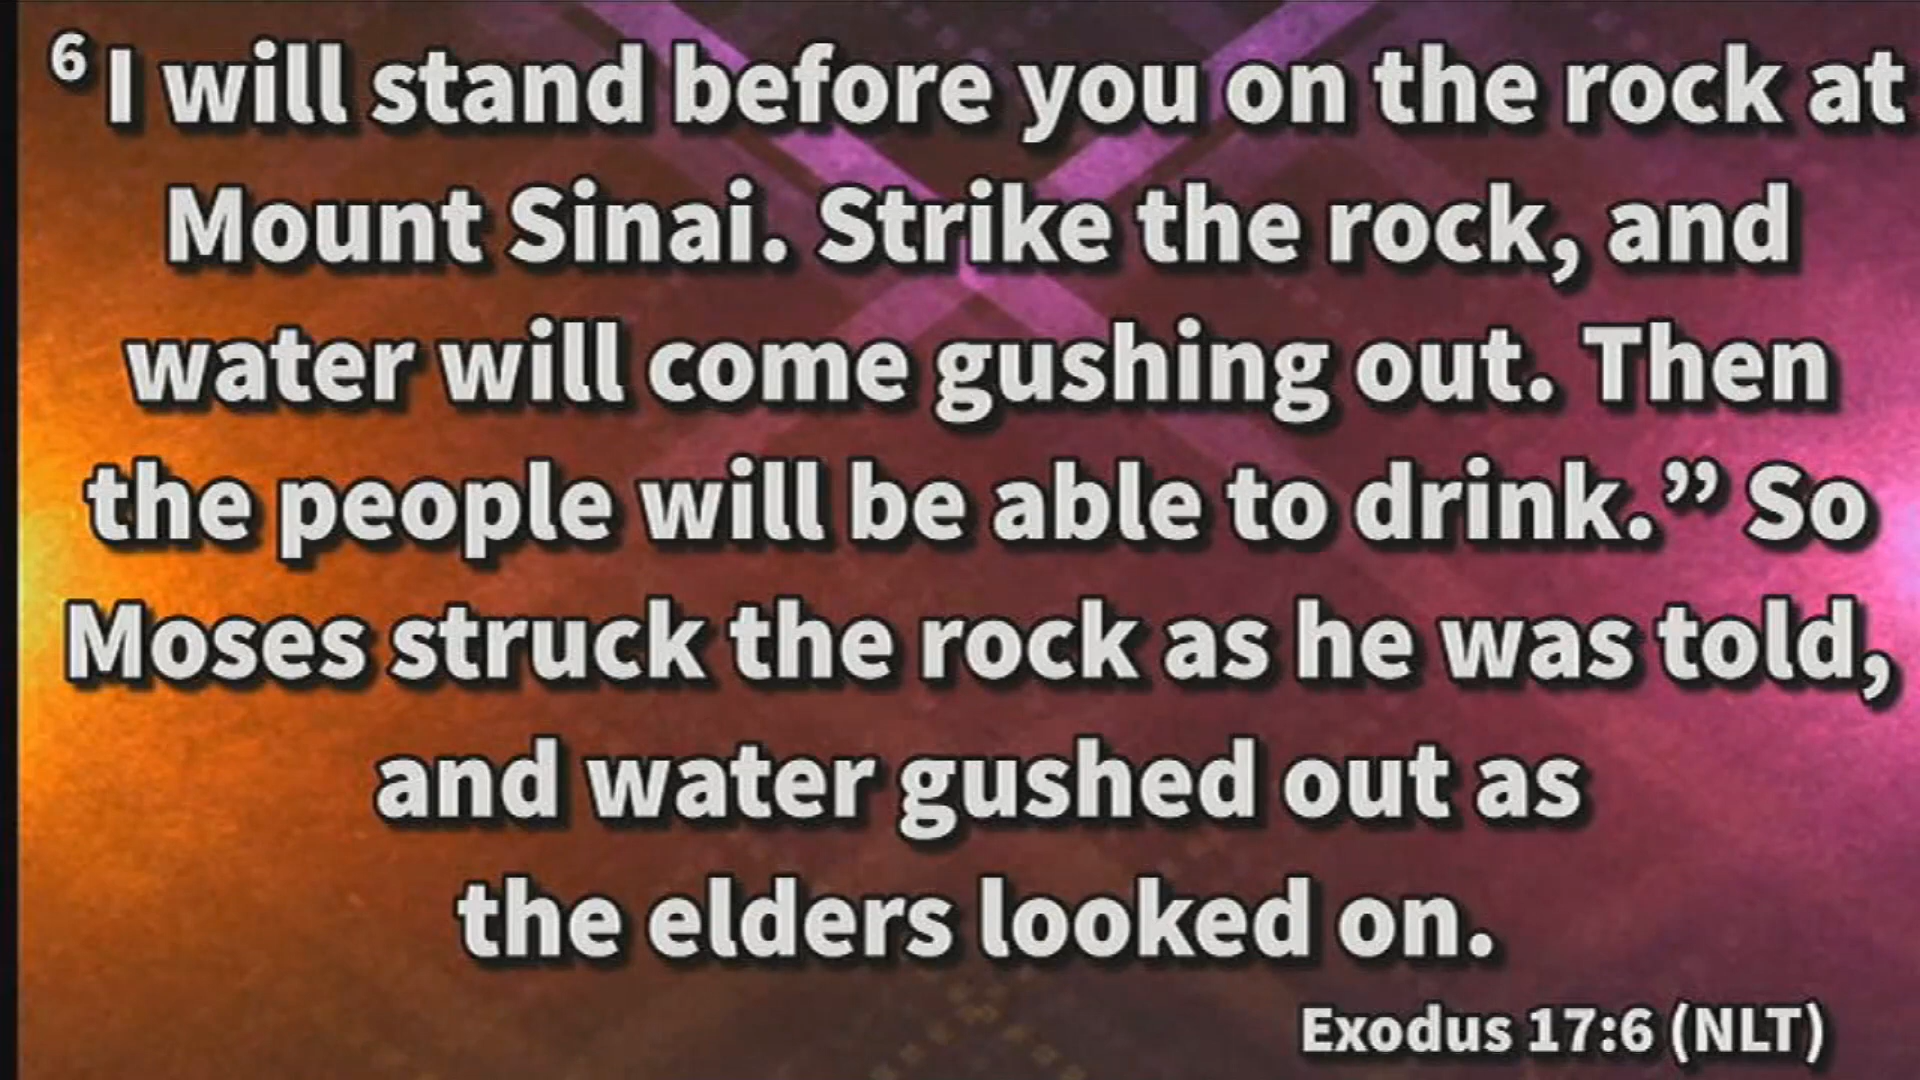 ⁶ I will stand before you on the rock at
Mount Sinai. Strike the rock, and
water will come gushing out. Then
the people will be able to drink.” So
Moses struck the rock as he was told,
and water gushed out as
the elders looked on.
Exodus 17:6 (NLT)